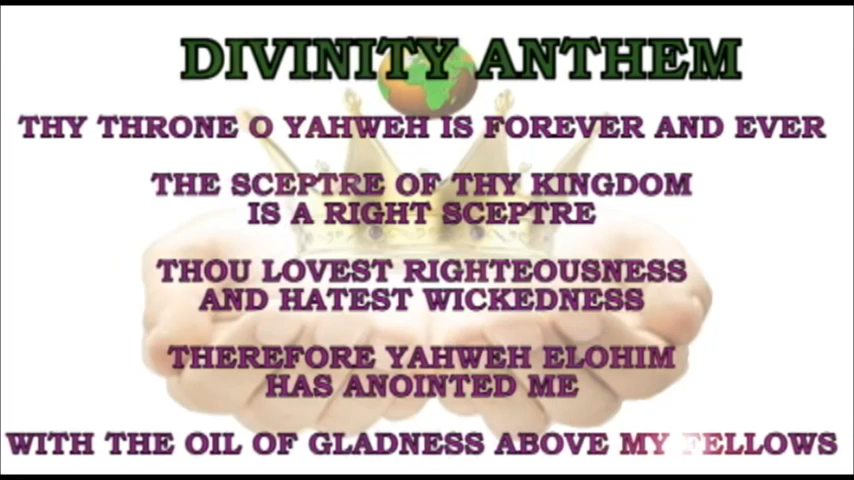 DIVINITY ANTHEM
THY THRONE O YAHWEH IS FOREVER AND EVER
THE SCEPTRE OF THY KINGDOM
IS A RIGHT SCEPTRE
THOU LOVEST RIGHTEOUSNESS
AND HATEST WICKEDNESS
THEREFORE YAHWEH ELOHIM
HAS ANOINTED ME
WITH THE OIL OF GLADNESS ABOVE MY FELLOWS